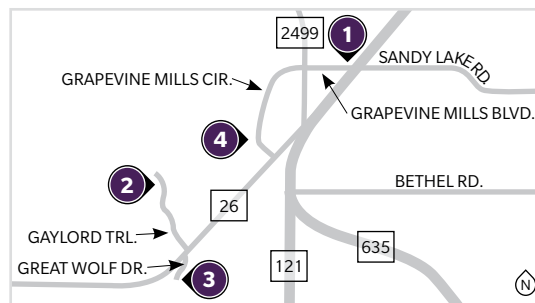 2499
1
SANDY LAKE RD.
GRAPEVINE MILLS CIR.
GRAPEVINE MILLS BLVD.
4
2
BETHEL RD.
26
GAYLORD TRL.
635
GREAT WOLF DR.
121
3
N